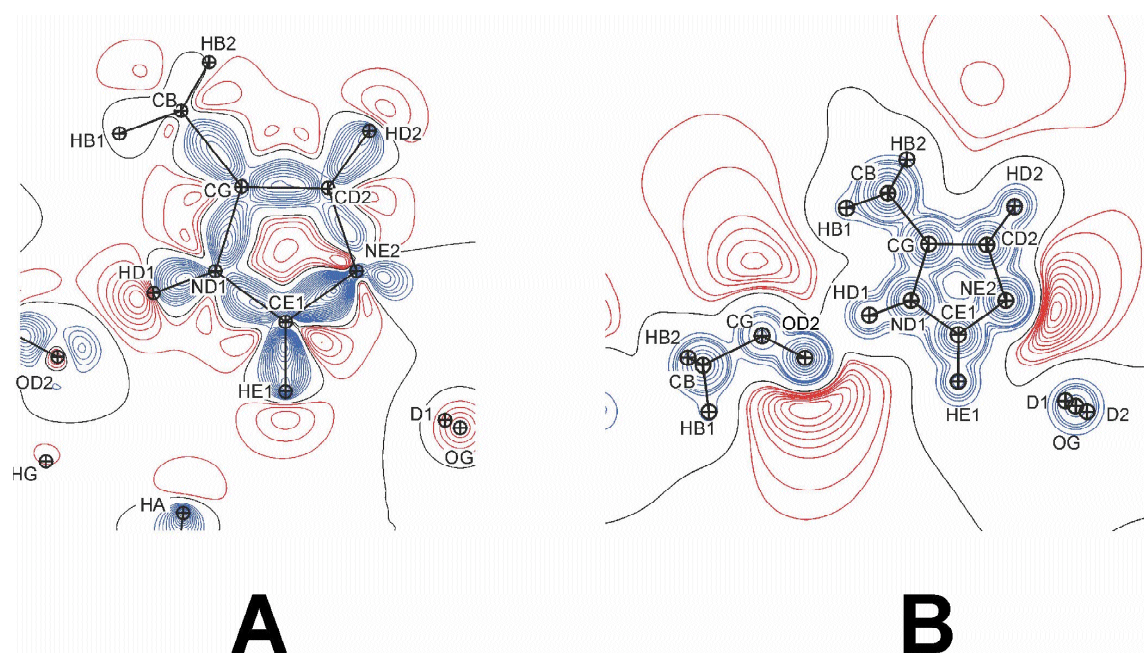 HB2
CB
HB1
HD2
CG
CD2
NE2
HD1
ND1
CE1
OD2
HE1
D1
OG
HG
HA
A
HB2
CB
HD2
HB1
CG
CD2
HD1
NE2
CE1
ND1
CG
OD2
HB2
CB
HE1
HB1
D1
D2
OG
B